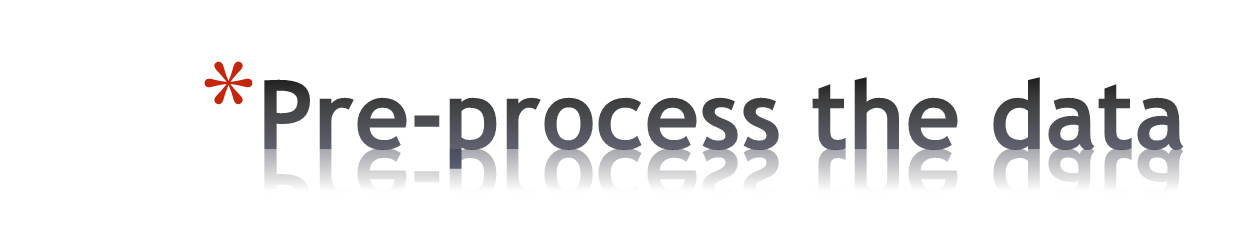 *Pre-process the data